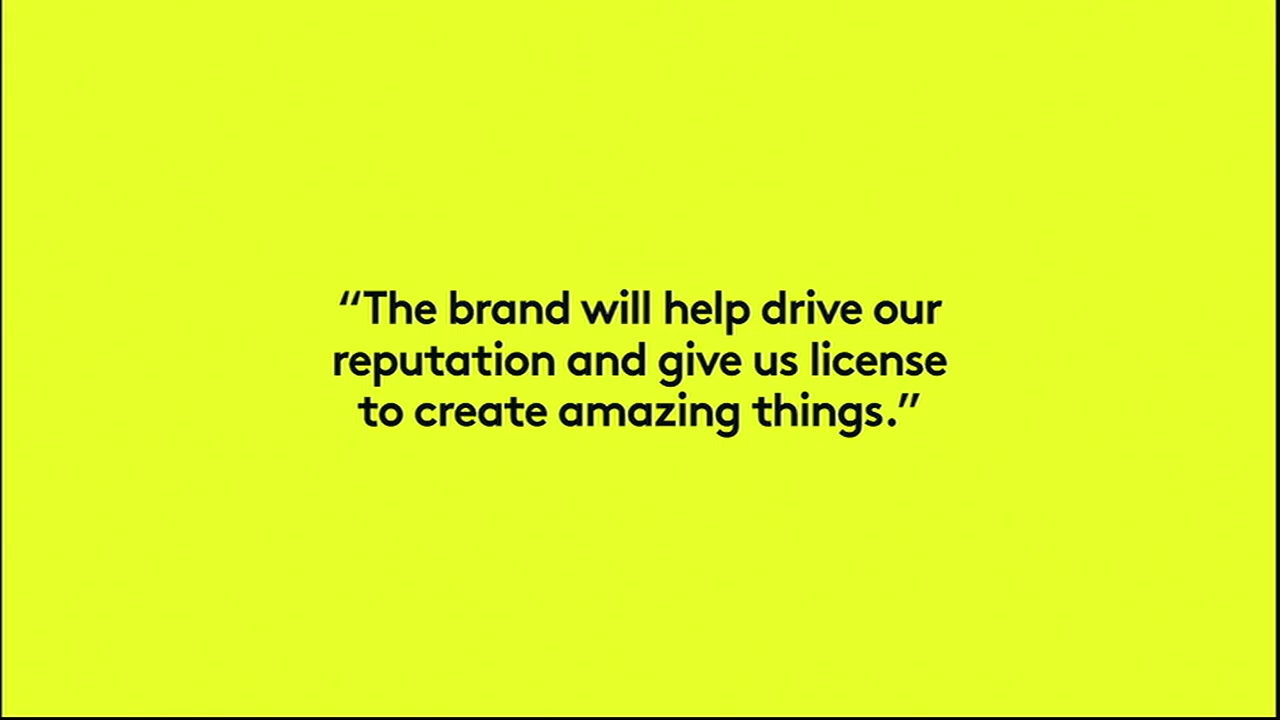 “The brand will help drive our
reputation and give us license
to create amazing things.”